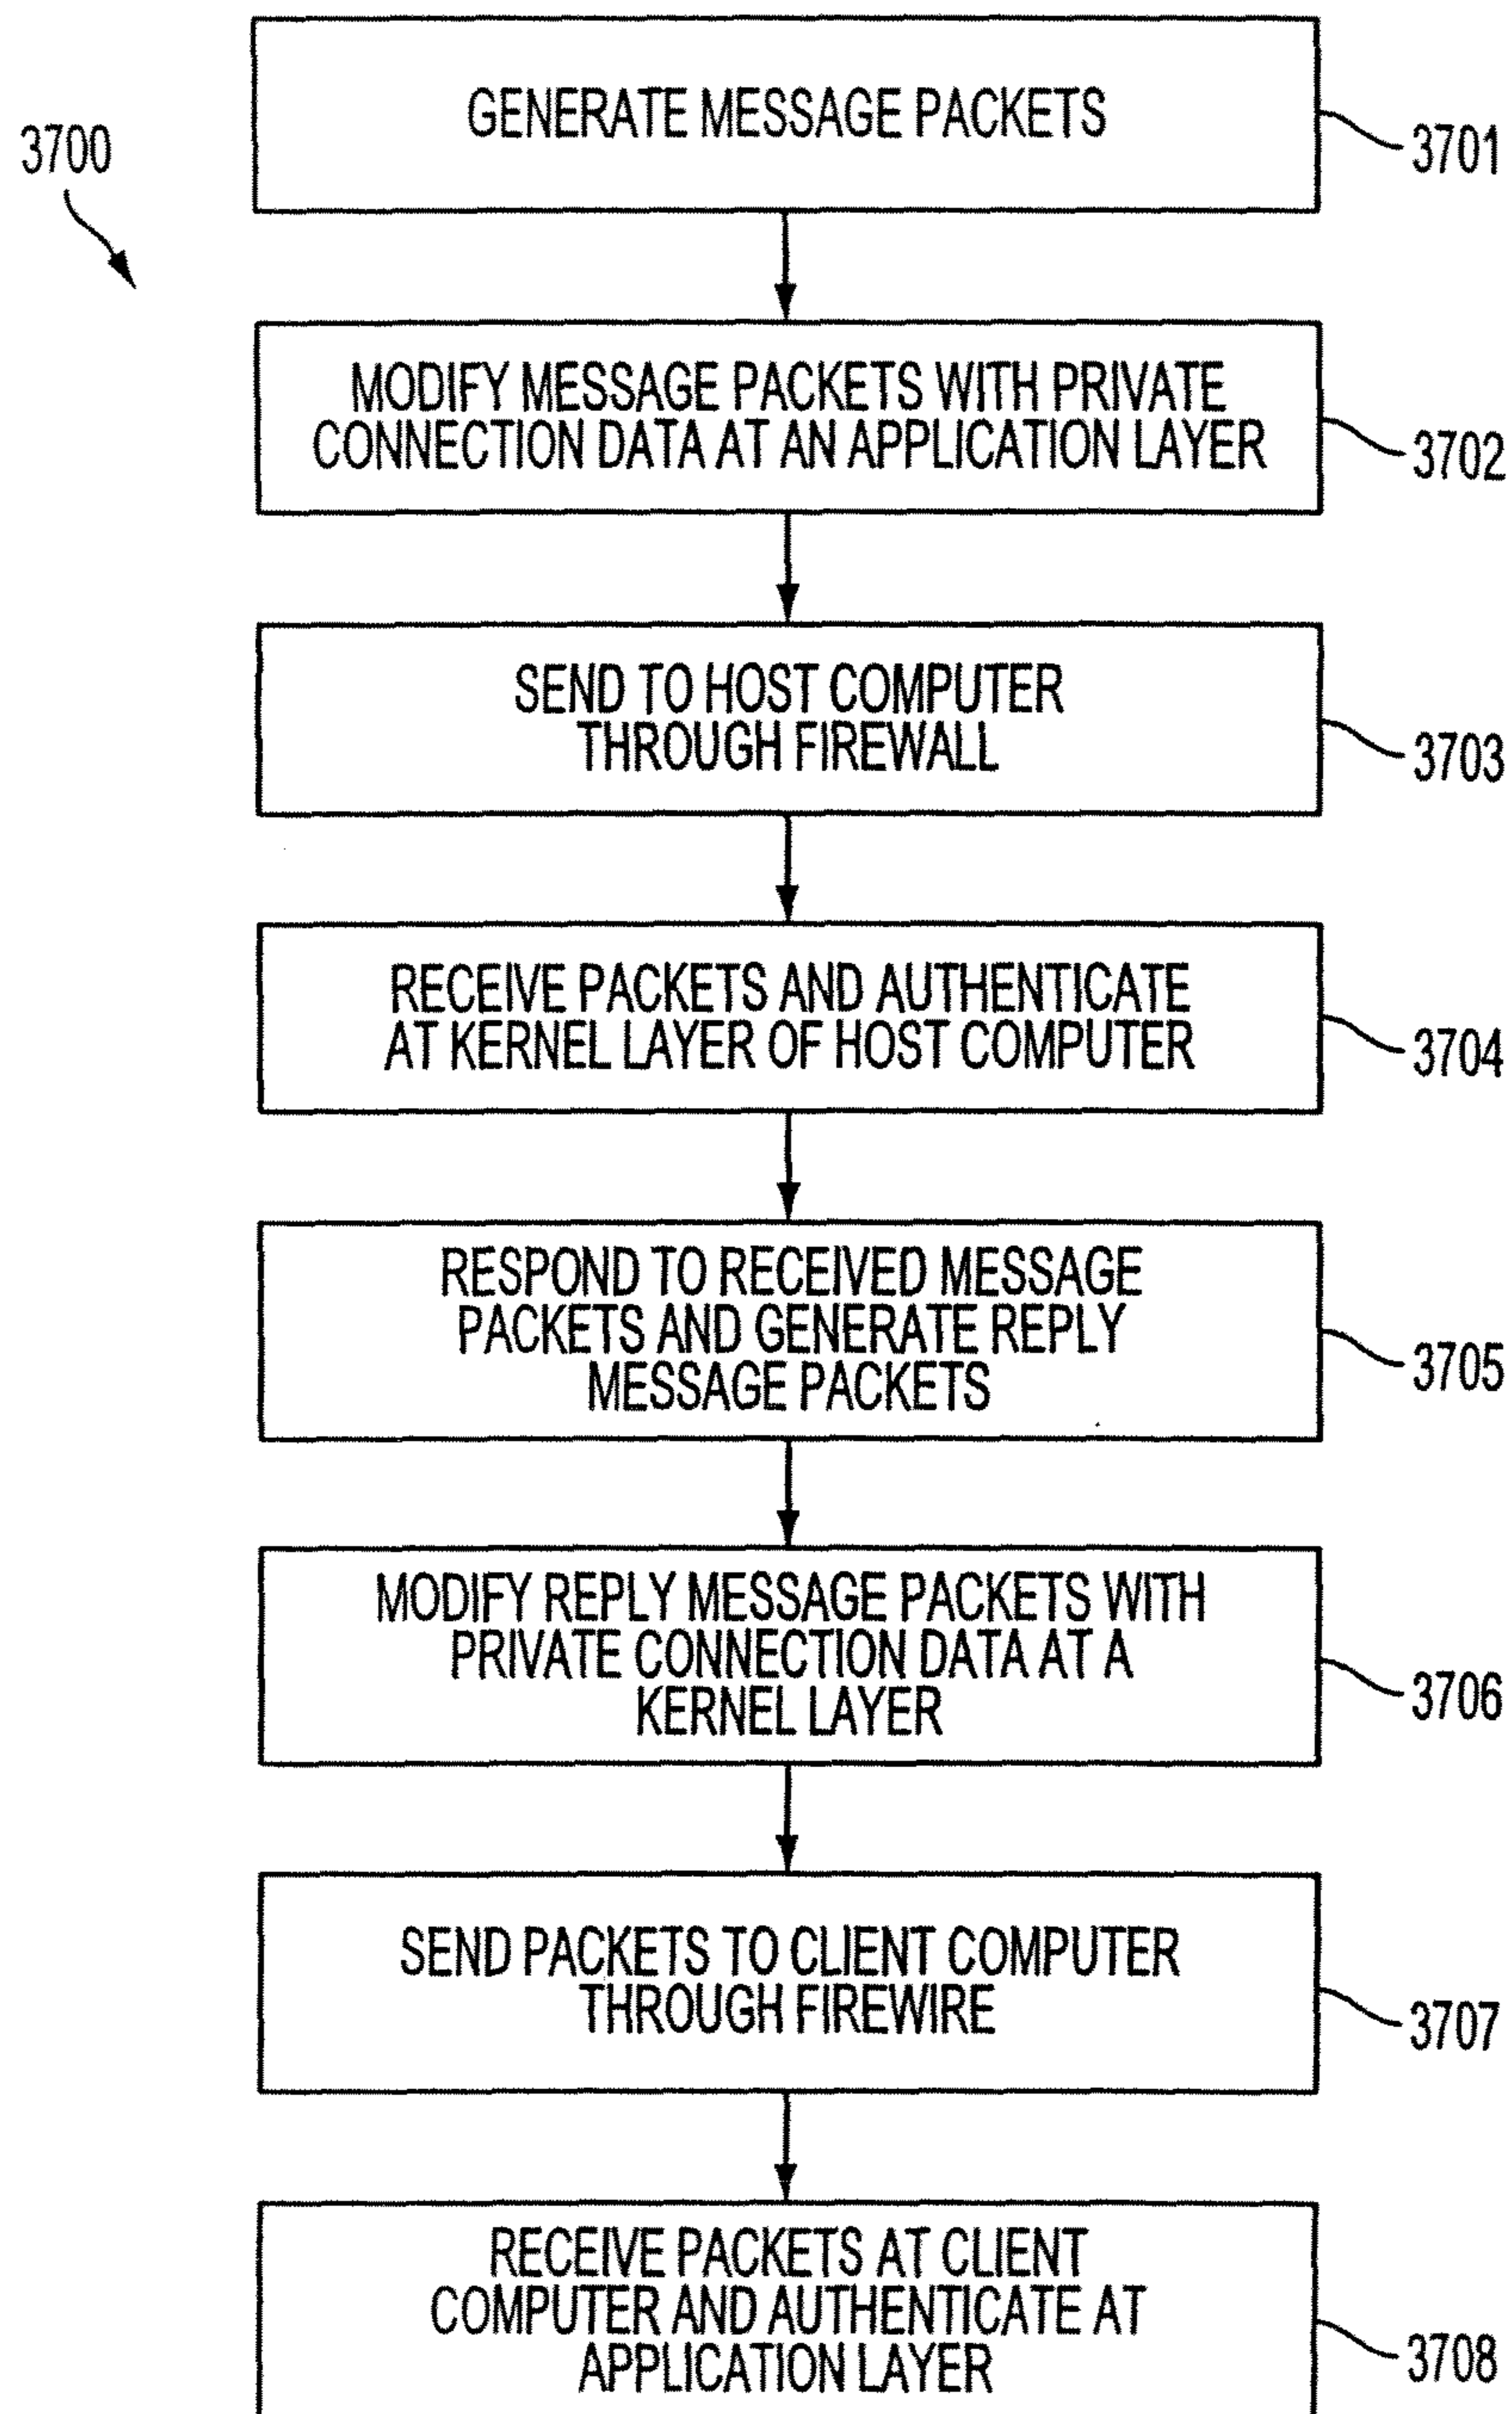 GENERATE MESSAGE PACKETS
3701
3700
MODIFY MESSAGE PACKETS WITH PRIVATE
CONNECTION DATA AT AN APPLICATION LAYER
3702
SEND TO HOST COMPUTER
THROUGH FIREWALL
3703
RECEIVE PACKETS AND AUTHENTICATE
AT KERNEL LAYER OF HOST COMPUTER
3704
RESPOND TO RECEIVED MESSAGE
PACKETS AND GENERATE REPLY
MESSAGE PACKETS
3705
MODIFY REPLY MESSAGE PACKETS WITH
PRIVATE CONNECTION DATA AT A
KERNEL LAYER
3706
SEND PACKETS TO CLIENT COMPUTER
THROUGH FIREWIRE
3707
RECEIVE PACKETS AT CLIENT
COMPUTER AND AUTHENTICATE AT
APPLICATION LAYER
3708